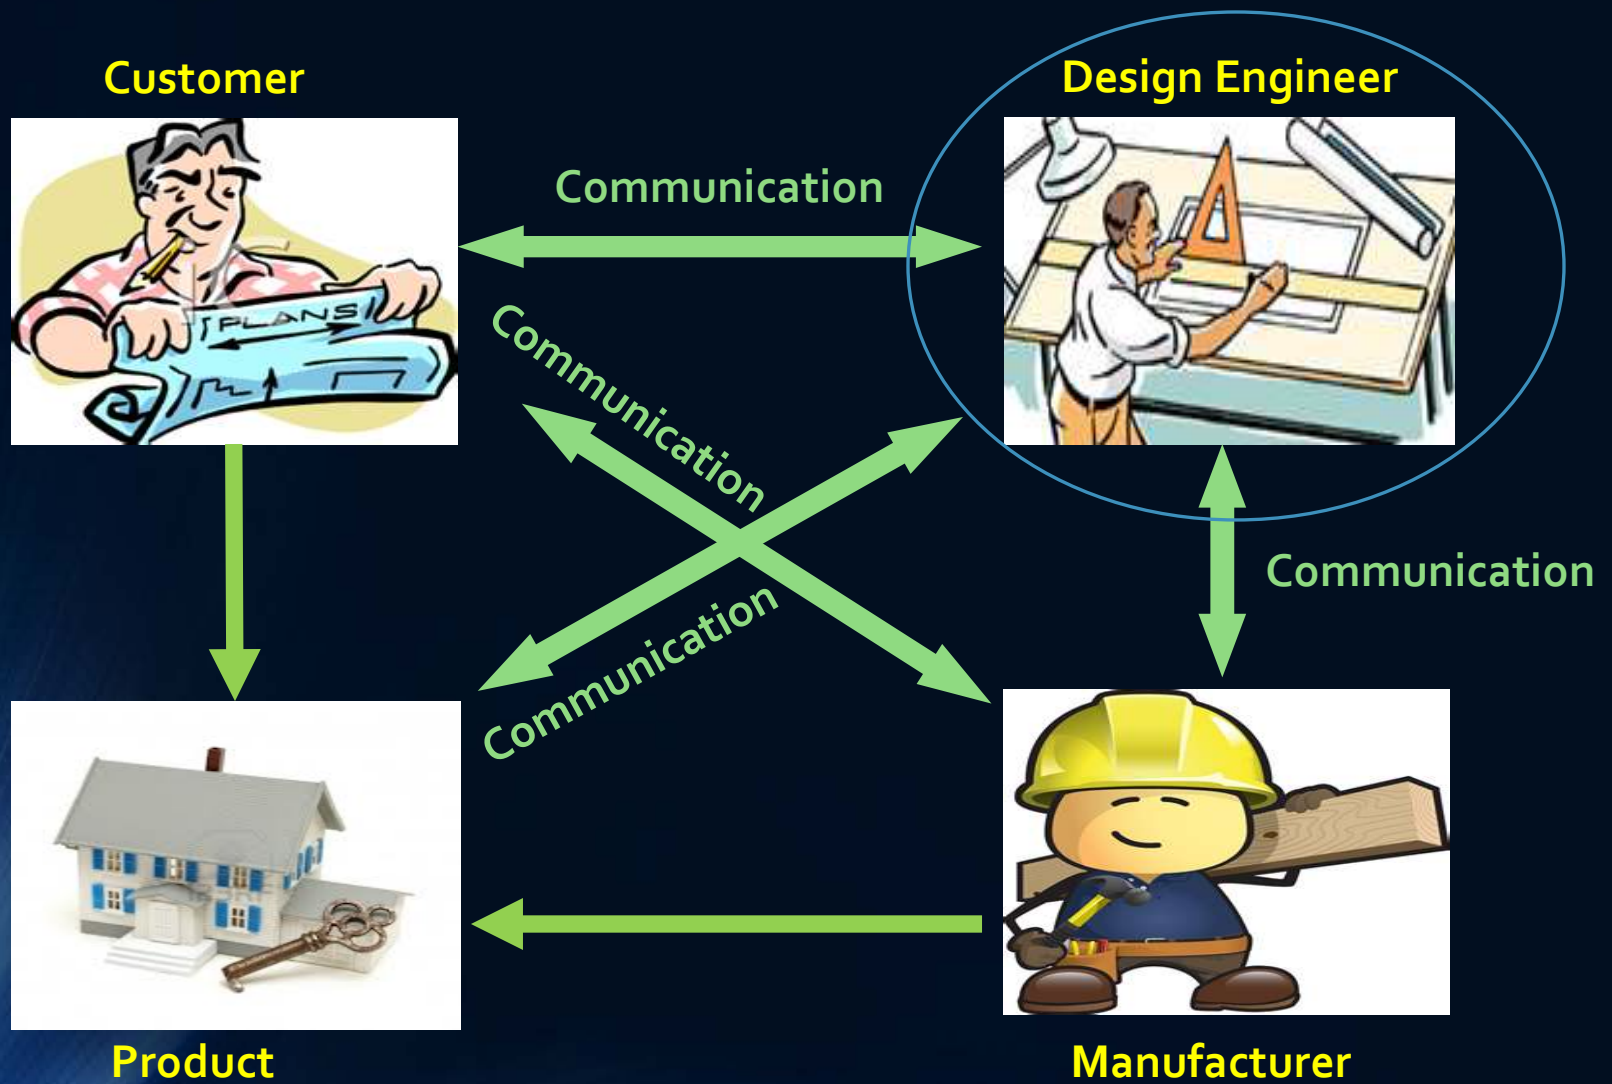 Customer
Design Engineer
Communication
PLANS
Communication
Communication
Communication
Product
Manufacturer